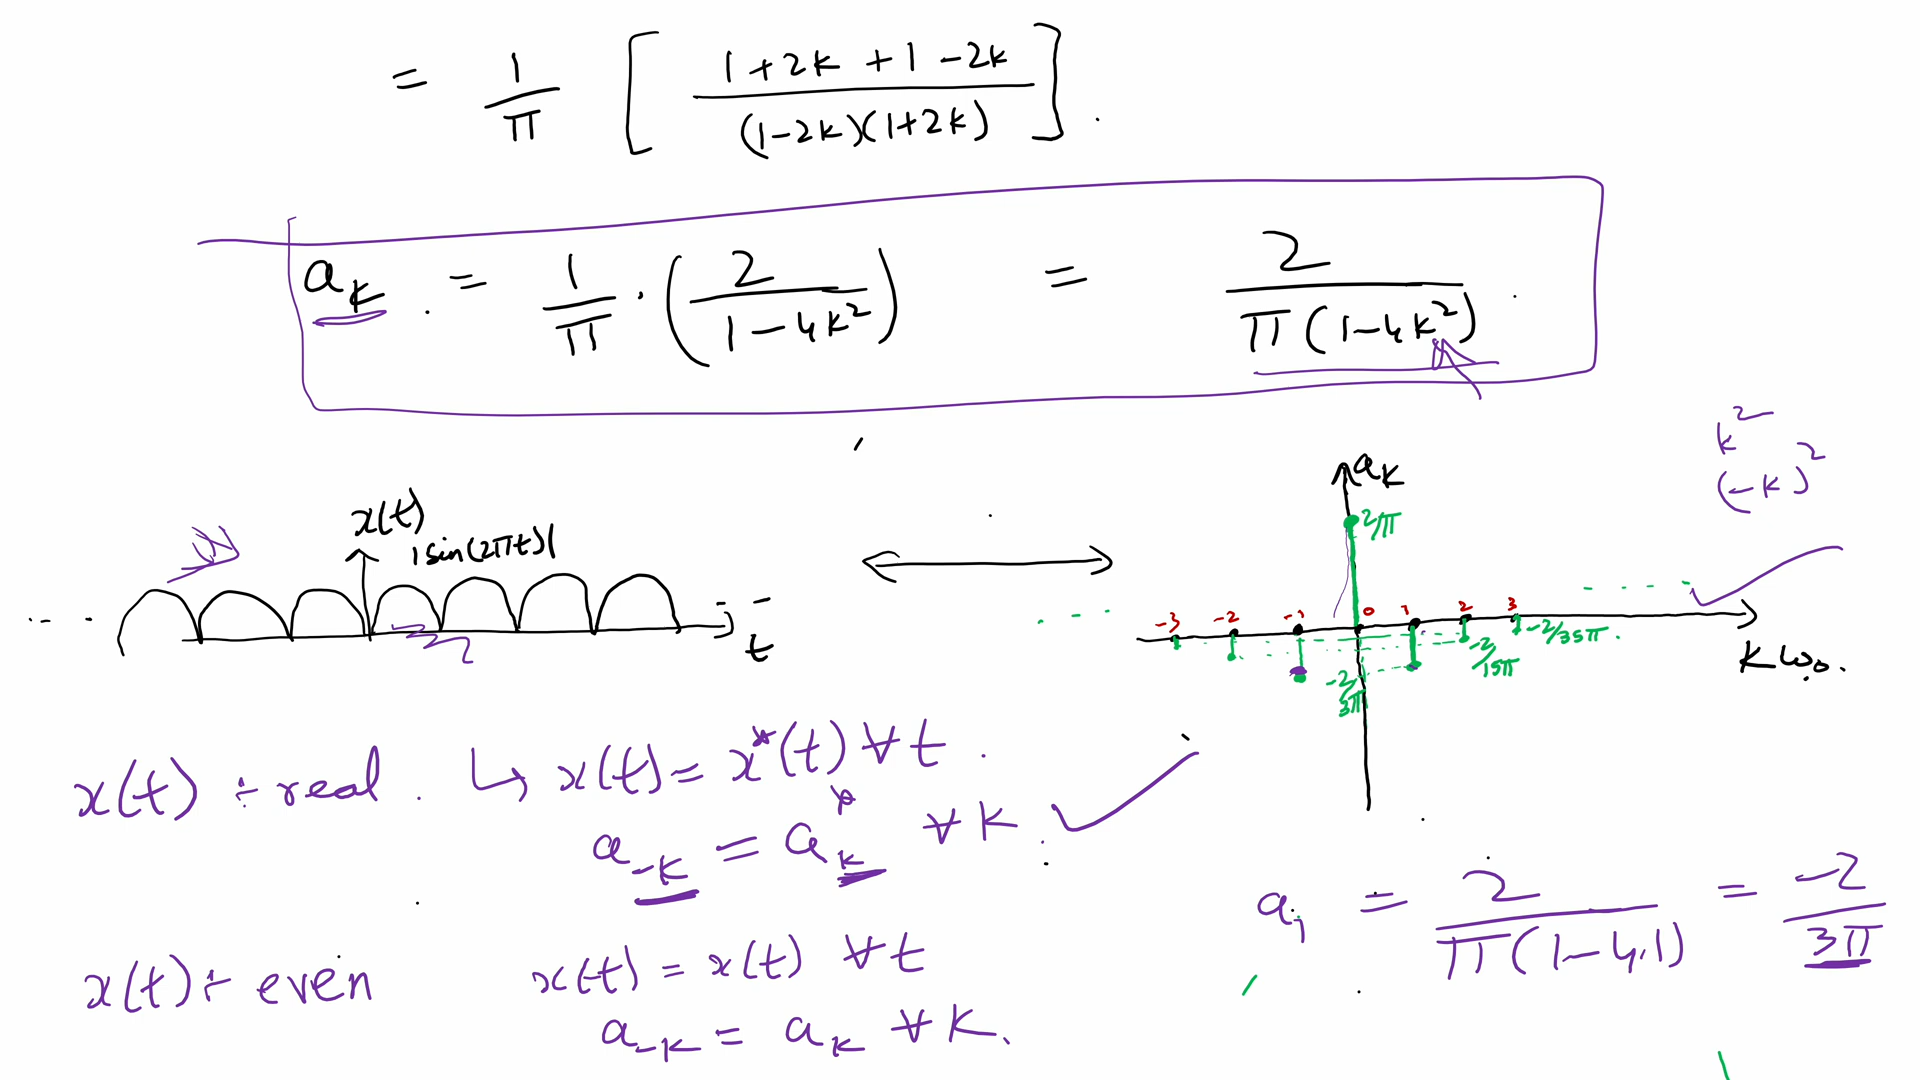 = 1/π [ (1+2k+1-2k) / ((1-2k)(1+2k)) ] .
a_k = 1/π · ( 2 / (1-4k²) ) = 2 / (π(1-4k²))
k²
(-k)²
x(t)
|sin(2πt)|
t
a_k
2/π
-3 -2 -1 0 1 2 3
-2/3π
-2/15π
-2/35π .
kω₀ .
x(t) ÷ real . ↳ x(t) = x*(t) ∀ t .
a_-k = a_k* ∀ k .
a_1 = 2 / (π(1-4.1)) = -2 / 3π
x(t) ÷ even x(-t) = x(t) ∀ t
a_-k = a_k ∀ k .